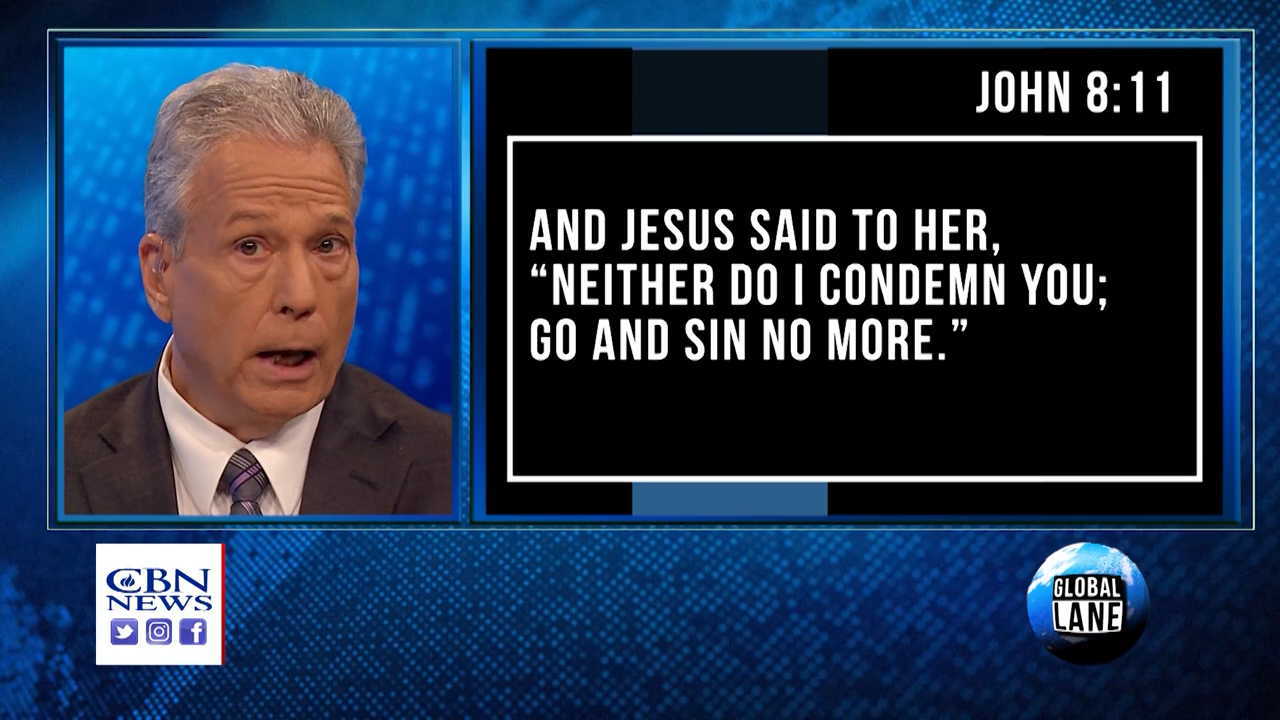 JOHN 8:11
AND JESUS SAID TO HER,
“NEITHER DO I CONDEMN YOU;
GO AND SIN NO MORE.”
CBN
NEWS
GLOBAL
LANE